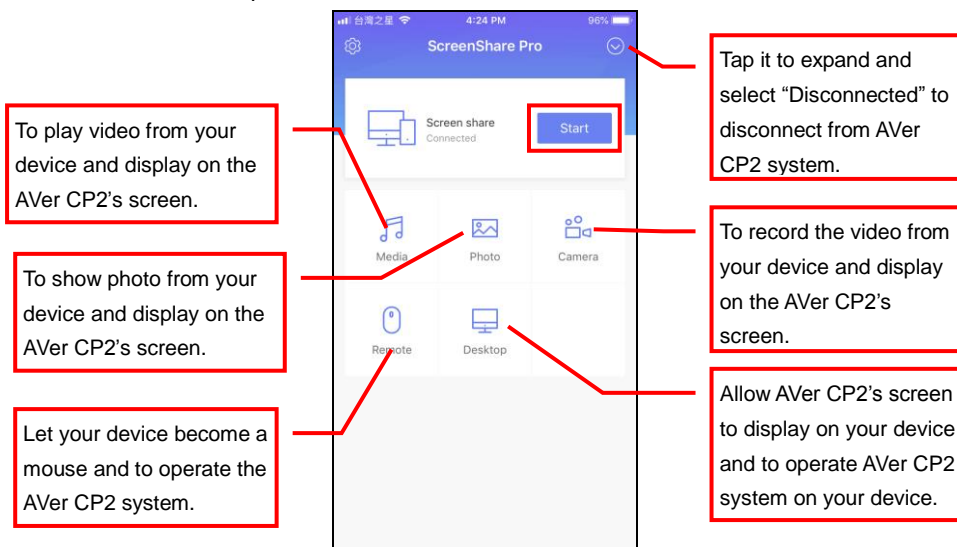 台灣之星
4:24 PM
96%
ScreenShare Pro
Screen share
Connected
Start
Media
Photo
Camera
Remote
Desktop
To play video from your
device and display on the
AVer CP2’s screen.
To show photo from your
device and display on the
AVer CP2’s screen.
Let your device become a
mouse and to operate the
AVer CP2 system.
Tap it to expand and
select “Disconnected” to
disconnect from AVer
CP2 system.
To record the video from
your device and display
on the AVer CP2’s
screen.
Allow AVer CP2’s screen
to display on your device
and to operate AVer CP2
system on your device.